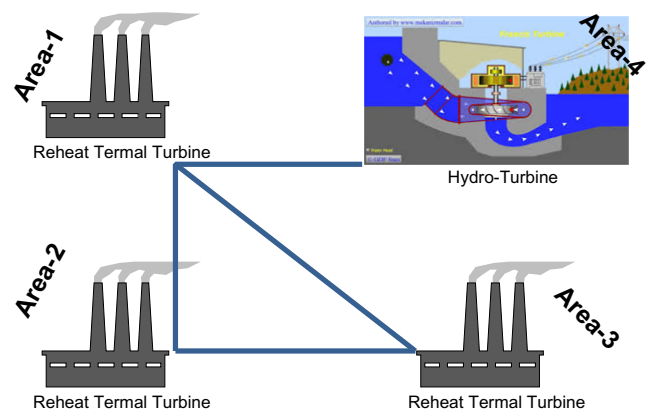 Area-1
Reheat Termal Turbine
Authored by www.mekanizmalar.com
Area-4
Hydro-Turbine
Area-2
Reheat Termal Turbine
Area-3
Reheat Termal Turbine